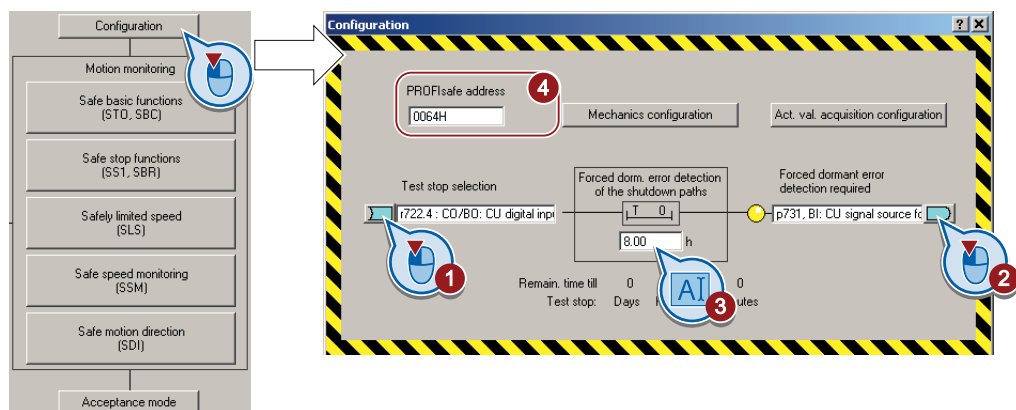 Configuration
Motion monitoring
Safe basic functions
(STO, SBC)
Safe stop functions
(SS1, SBR)
Safely limited speed
(SLS)
Safe speed monitoring
(SSM)
Safe motion direction
(SDI)
Acceptance mode
Configuration
PROFIsafe address
4
0064H
Mechanics configuration
Act. val. acquisition configuration
Test stop selection
Forced dorm. error detection
of the shutdown paths
Forced dormant error
detection required
r722.4 : CO/BO: CU digital inp
T 0
p731, BI: CU signal source fo
8.00 h
1
2
3
AI
Remain. time till 0 0
Test stop: Days